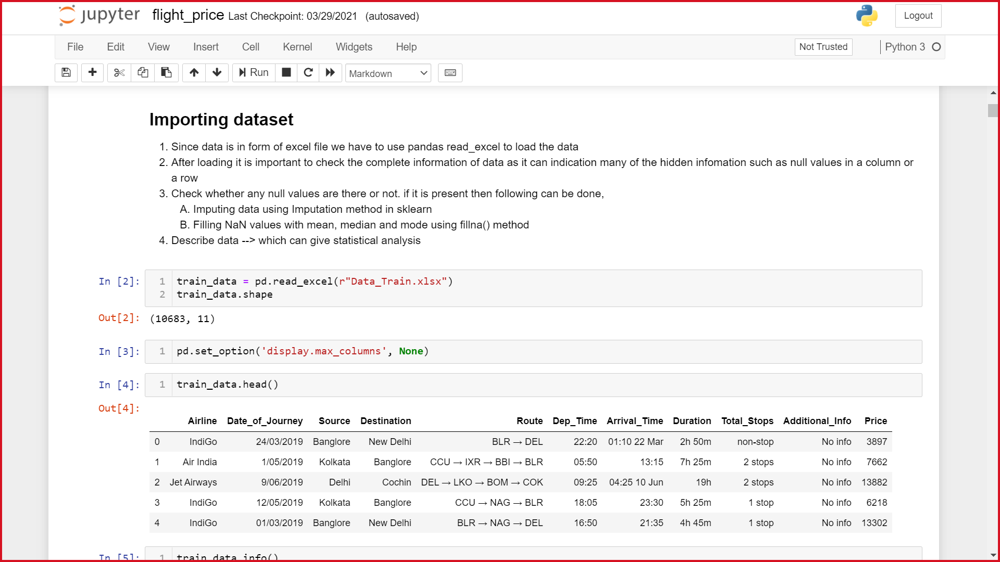 jupyter flight_price Last Checkpoint: 03/29/2021 (autosaved) Logout
File Edit View Insert Cell Kernel Widgets Help Not Trusted Python 3
Run Markdown
Importing dataset
1. Since data is in form of excel file we have to use pandas read_excel to load the data
2. After loading it is important to check the complete information of data as it can indication many of the hidden infomation such as null values in a column or
a row
3. Check whether any null values are there or not. if it is present then following can be done,
A. Imputing data using Imputation method in sklearn
B. Filling NaN values with mean, median and mode using fillna() method
4. Describe data --> which can give statistical analysis
In [2]: 1 train_data = pd.read_excel(r"Data_Train.xlsx")
2 train_data.shape
Out[2]: (10683, 11)
In [3]: 1 pd.set_option('display.max_columns', None)
In [4]: 1 train_data.head()
Out[4]:
Airline Date_of_Journey Source Destination Route Dep_Time Arrival_Time Duration Total_Stops Additional_Info Price
0 IndiGo 24/03/2019 Banglore New Delhi BLR → DEL 22:20 01:10 22 Mar 2h 50m non-stop No info 3897
1 Air India 1/05/2019 Kolkata Banglore CCU → IXR → BBI → BLR 05:50 13:15 7h 25m 2 stops No info 7662
2 Jet Airways 9/06/2019 Delhi Cochin DEL → LKO → BOM → COK 09:25 04:25 10 Jun 19h 2 stops No info 13882
3 IndiGo 12/05/2019 Kolkata Banglore CCU → NAG → BLR 18:05 23:30 5h 25m 1 stop No info 6218
4 IndiGo 01/03/2019 Banglore New Delhi BLR → NAG → DEL 16:50 21:35 4h 45m 1 stop No info 13302
In [5]: 1 train_data.info()